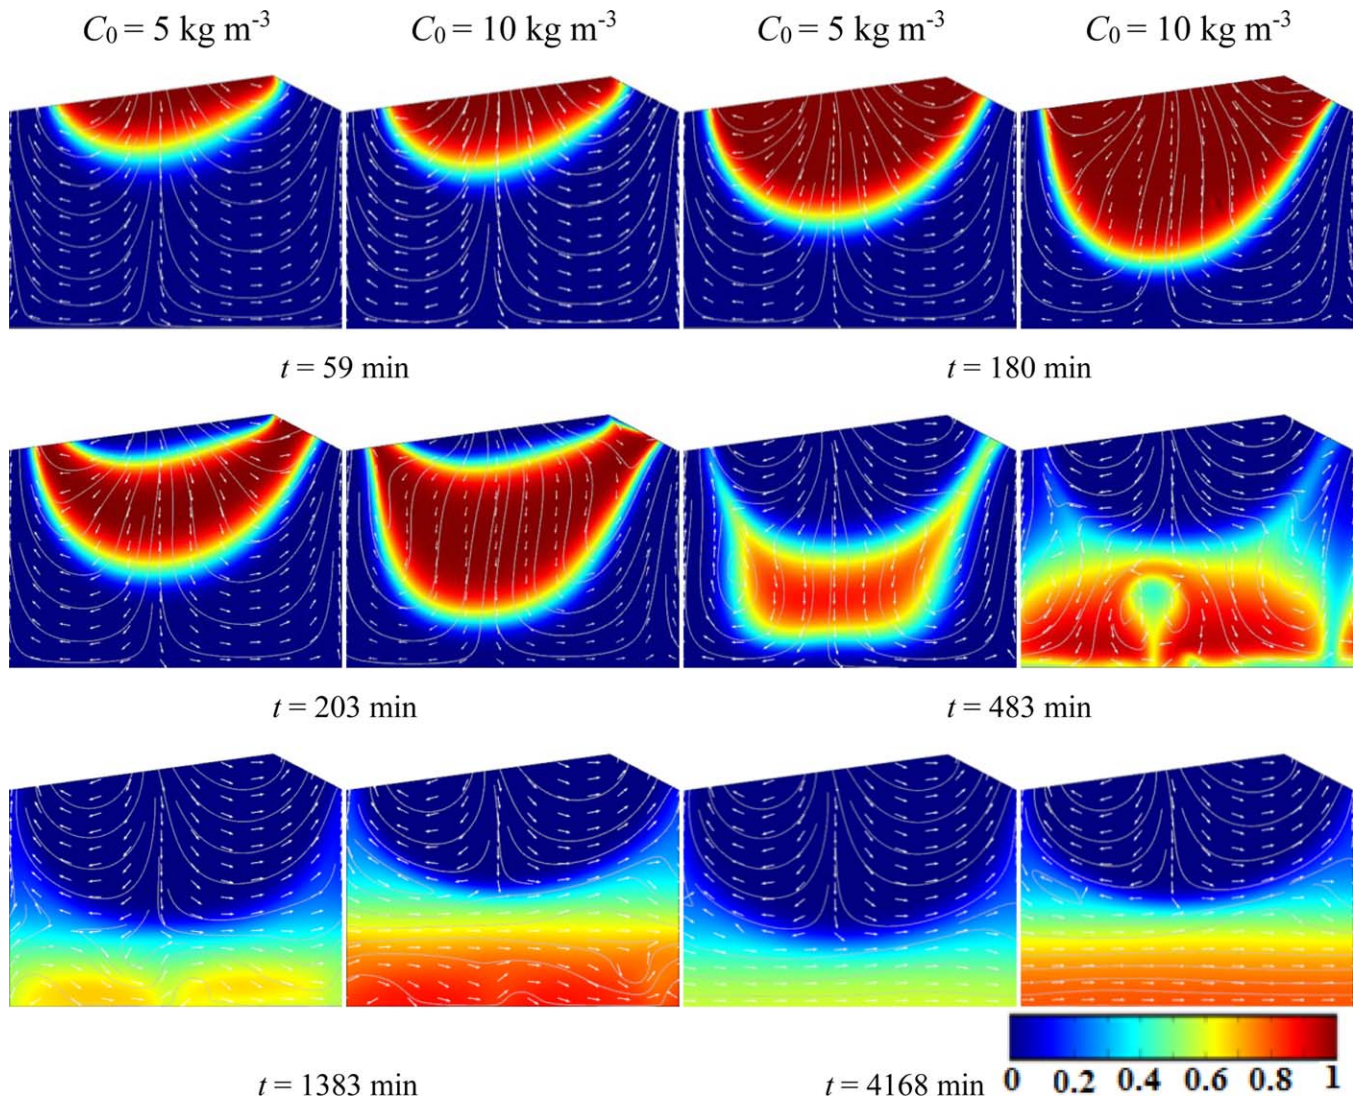 C₀ = 5 kg m⁻³ C₀ = 10 kg m⁻³ C₀ = 5 kg m⁻³ C₀ = 10 kg m⁻³
t = 59 min t = 180 min
t = 203 min t = 483 min
0 0.2 0.4 0.6 0.8 1
t = 1383 min t = 4168 min